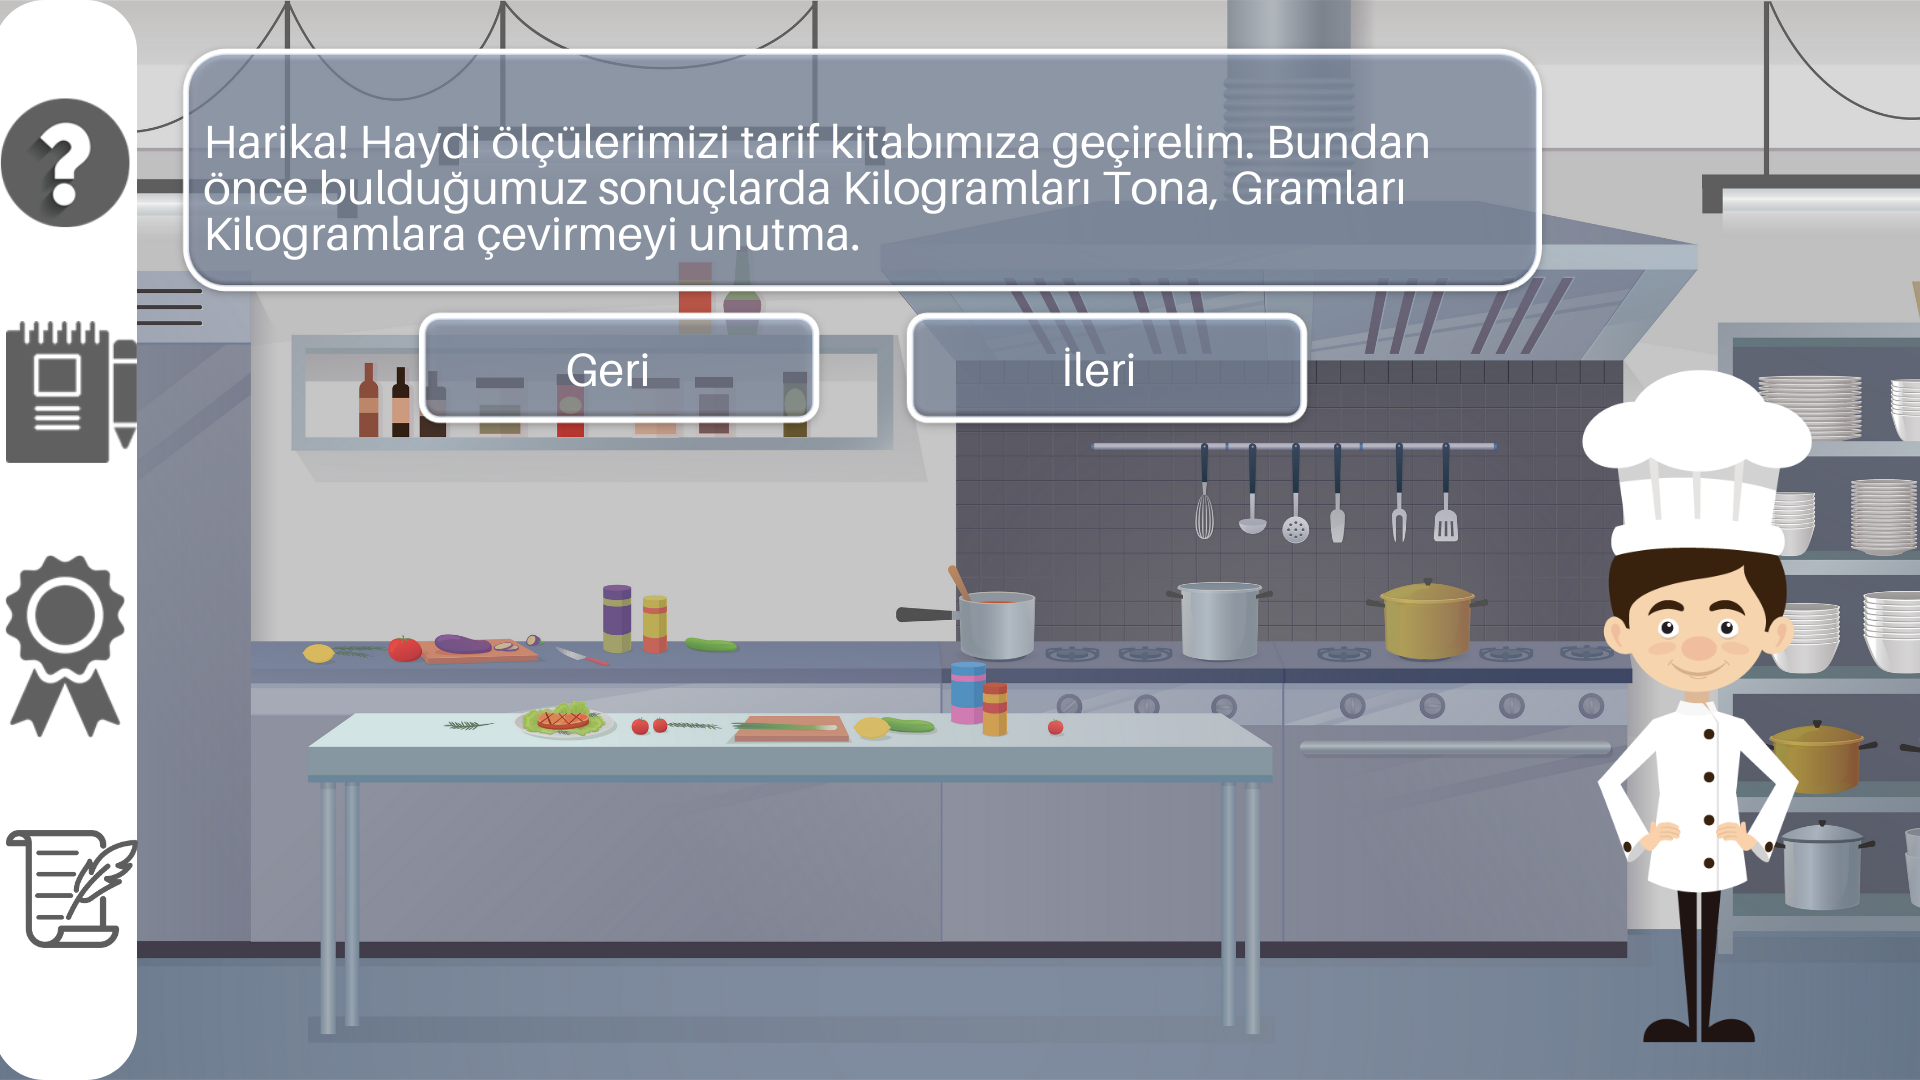 Harika! Haydi ölçülerimizi tarif kitabımıza geçirelim. Bundan
önce bulduğumuz sonuçlarda Kilogramları Tona, Gramları
Kilogramlara çevirmeyi unutma.
Geri
İleri